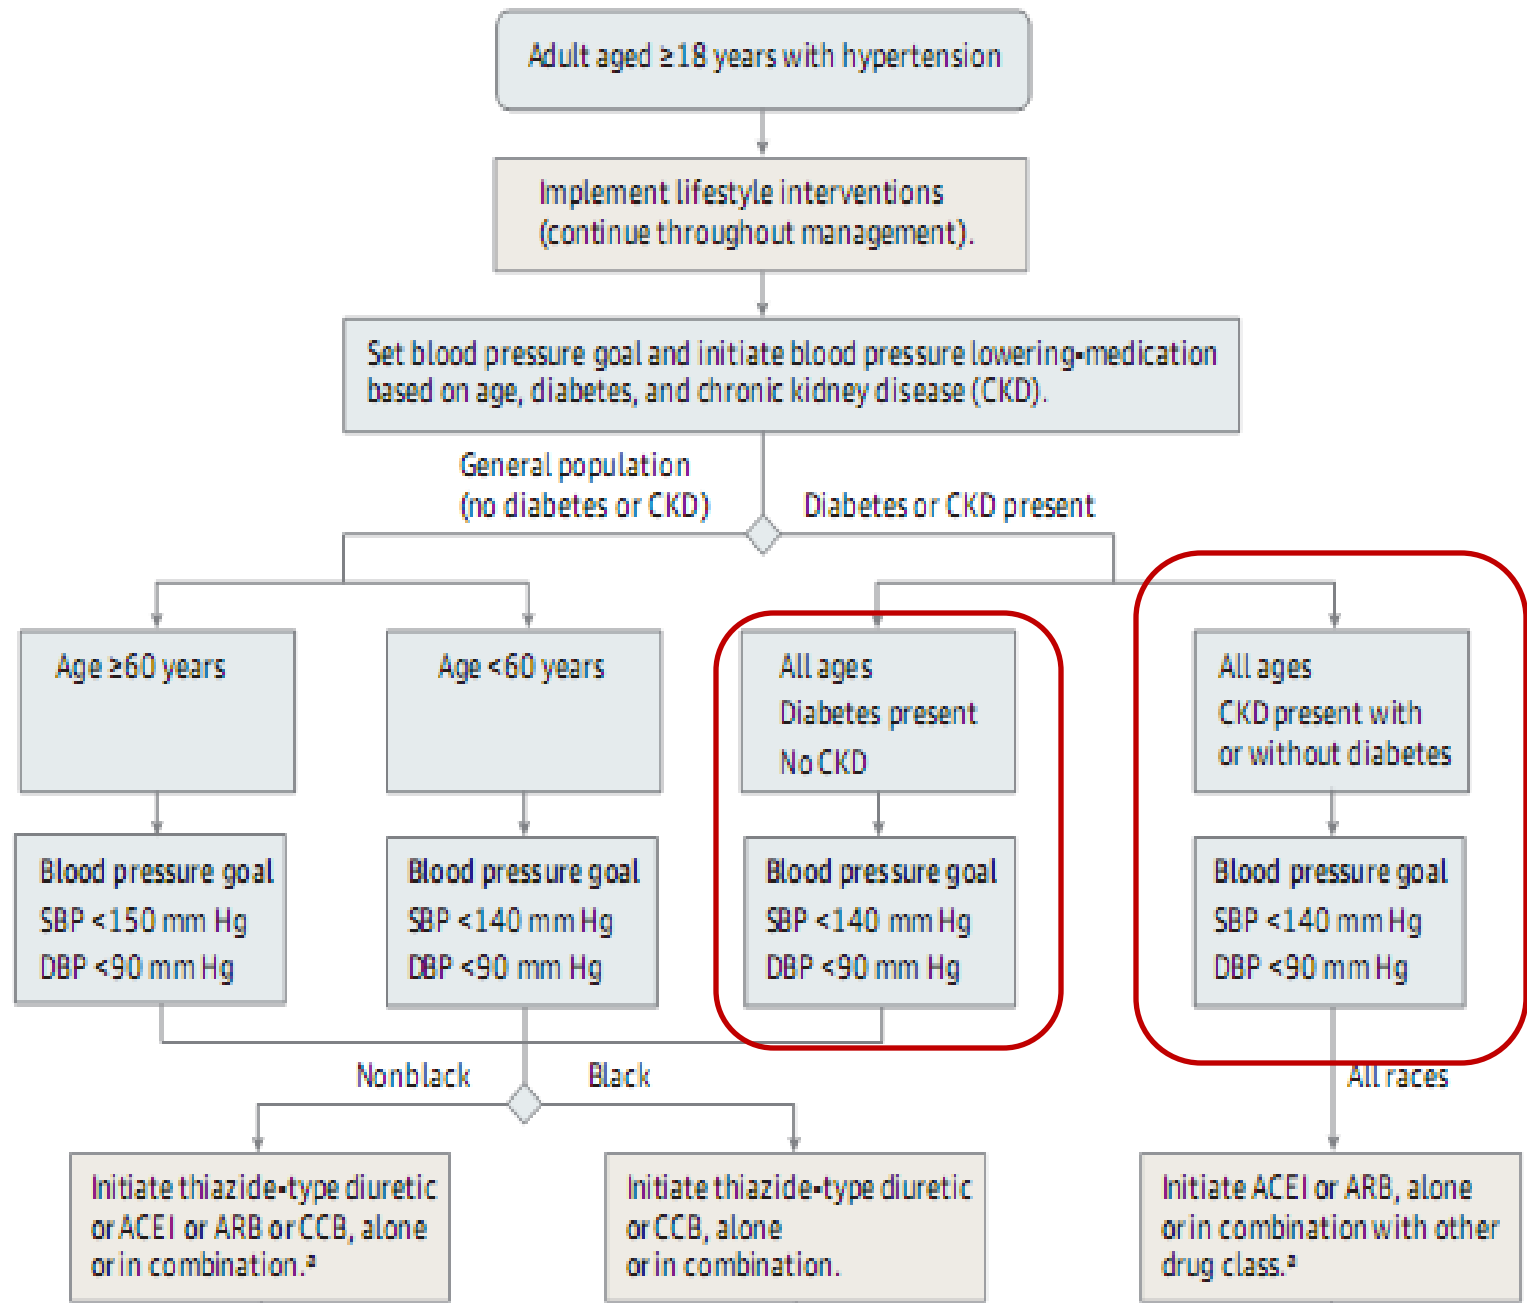 Adult aged ≥18 years with hypertension
Implement lifestyle interventions
(continue throughout management).
Set blood pressure goal and initiate blood pressure lowering-medication
based on age, diabetes, and chronic kidney disease (CKD).
General population
(no diabetes or CKD)
Diabetes or CKD present
Age ≥60 years
Age <60 years
All ages
Diabetes present
No CKD
All ages
CKD present with
or without diabetes
Blood pressure goal
SBP <150 mm Hg
DBP <90 mm Hg
Blood pressure goal
SBP <140 mm Hg
DBP <90 mm Hg
Blood pressure goal
SBP <140 mm Hg
DBP <90 mm Hg
Blood pressure goal
SBP <140 mm Hg
DBP <90 mm Hg
Nonblack
Black
All races
Initiate thiazide-type diuretic
or ACEI or ARB or CCB, alone
or in combination.ª
Initiate thiazide-type diuretic
or CCB, alone
or in combination.
Initiate ACEI or ARB, alone
or in combination with other
drug class.ª